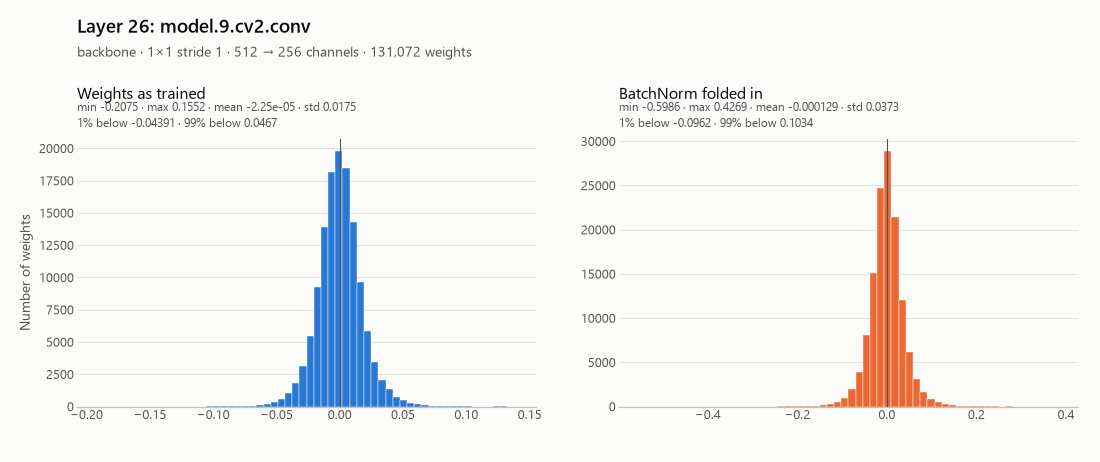 Layer 26: model.9.cv2.conv
backbone · 1×1 stride 1 · 512 → 256 channels · 131,072 weights
Weights as trained
min -0.2075 · max 0.1552 · mean -2.25e-05 · std 0.0175
1% below -0.04391 · 99% below 0.0467
BatchNorm folded in
min -0.5986 · max 0.4269 · mean -0.000129 · std 0.0373
1% below -0.0962 · 99% below 0.1034
Number of weights
20000
17500
15000
12500
10000
7500
5000
2500
0
−0.20 −0.15 −0.10 −0.05 0.00 0.05 0.10 0.15
30000
25000
20000
15000
10000
5000
0
−0.4 −0.2 0.0 0.2 0.4